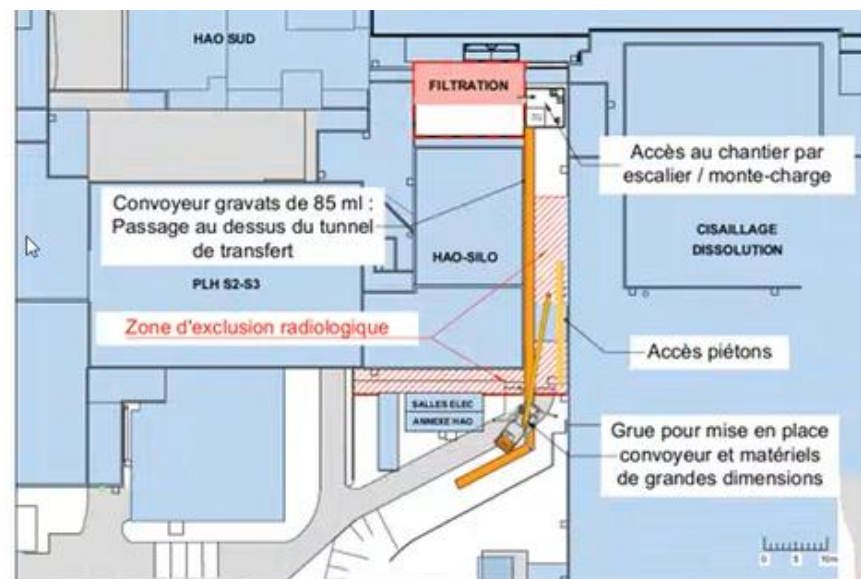 HAO SUD
FILTRATION
Accès au chantier par
escalier / monte-charge
Convoyeur gravats de 85 ml :
Passage au dessus du tunnel
de transfert
CISAILLAGE
DISSOLUTION
HAO-SILO
PLH S2-S3
Zone d'exclusion radiologique
Accès piétons
SALLES ELEC
ANNEXE HAO
Grue pour mise en place
convoyeur et matériels
de grandes dimensions
0 5 10m